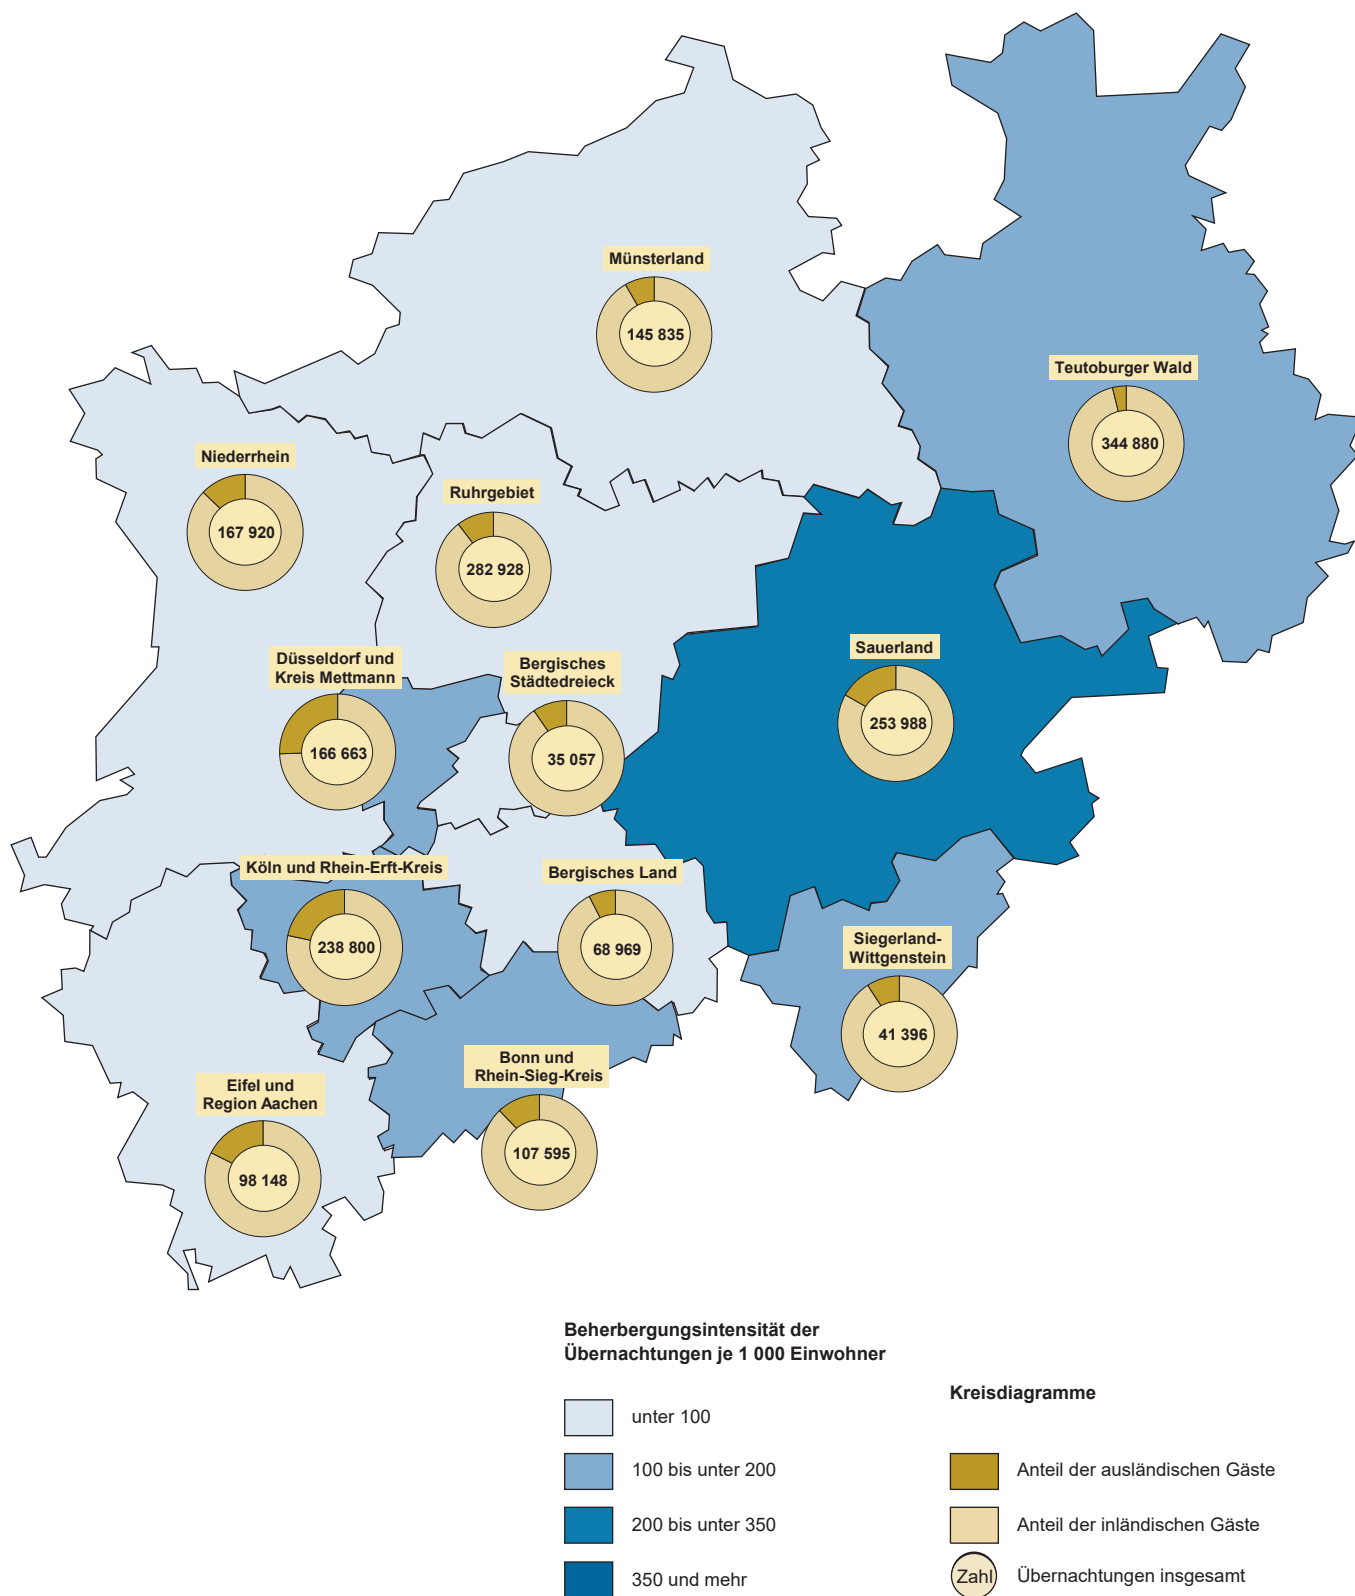 Münsterland
145 835
Teutoburger Wald
344 880
Niederrhein
167 920
Ruhrgebiet
282 928
Düsseldorf und
Kreis Mettmann
166 663
Bergisches
Städtedreieck
35 057
Sauerland
253 988
Köln und Rhein-Erft-Kreis
238 800
Bergisches Land
68 969
Siegerland-
Wittgenstein
41 396
Bonn und
Rhein-Sieg-Kreis
107 595
Eifel und
Region Aachen
98 148
Beherbergungsintensität der
Übernachtungen je 1 000 Einwohner
unter 100
100 bis unter 200
200 bis unter 350
350 und mehr
Kreisdiagramme
Anteil der ausländischen Gäste
Anteil der inländischen Gäste
Zahl Übernachtungen insgesamt